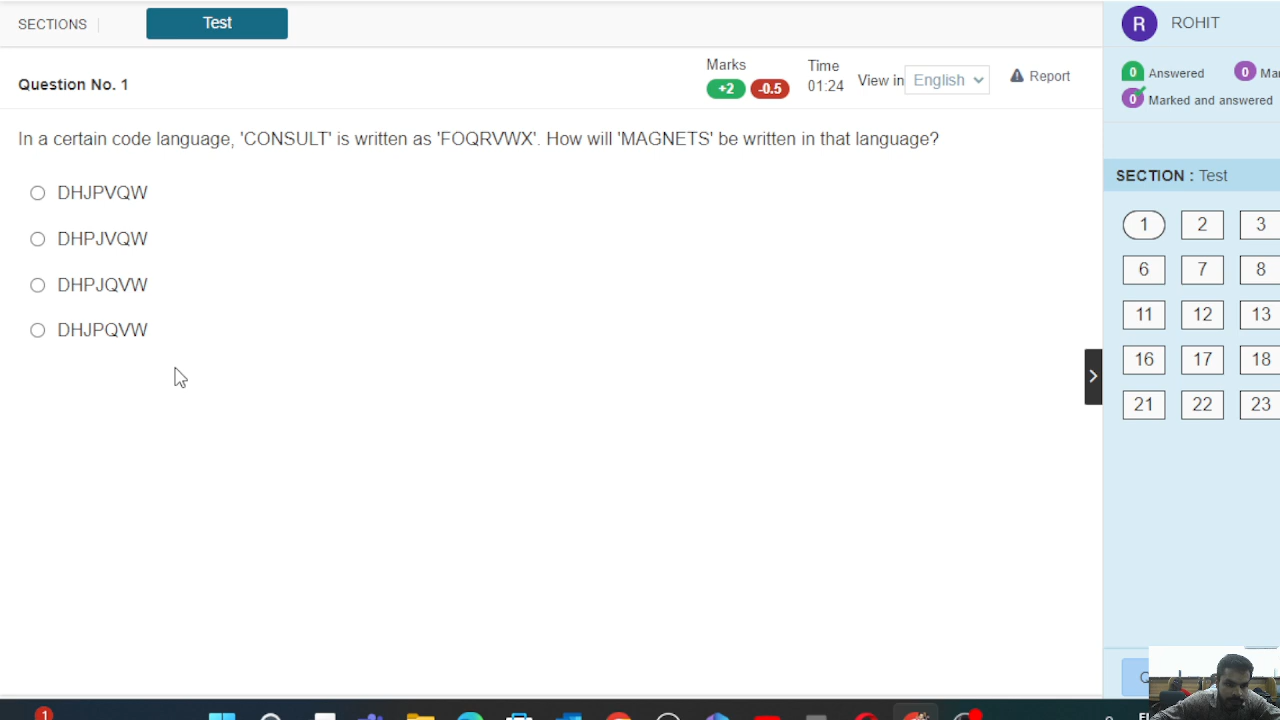 SECTIONS
Test
R
ROHIT
Question No. 1
Marks
+2 -0.5
Time
01:24
View in English
Report
0 Answered
0
0 Marked and answered
In a certain code language, 'CONSULT' is written as 'FOQRVWX'. How will 'MAGNETS' be written in that language?
DHJPVQW
DHPJVQW
DHPJQVW
DHJPQVW
SECTION : Test
1 2 3
6 7 8
11 12 13
16 17 18
21 22 23
1